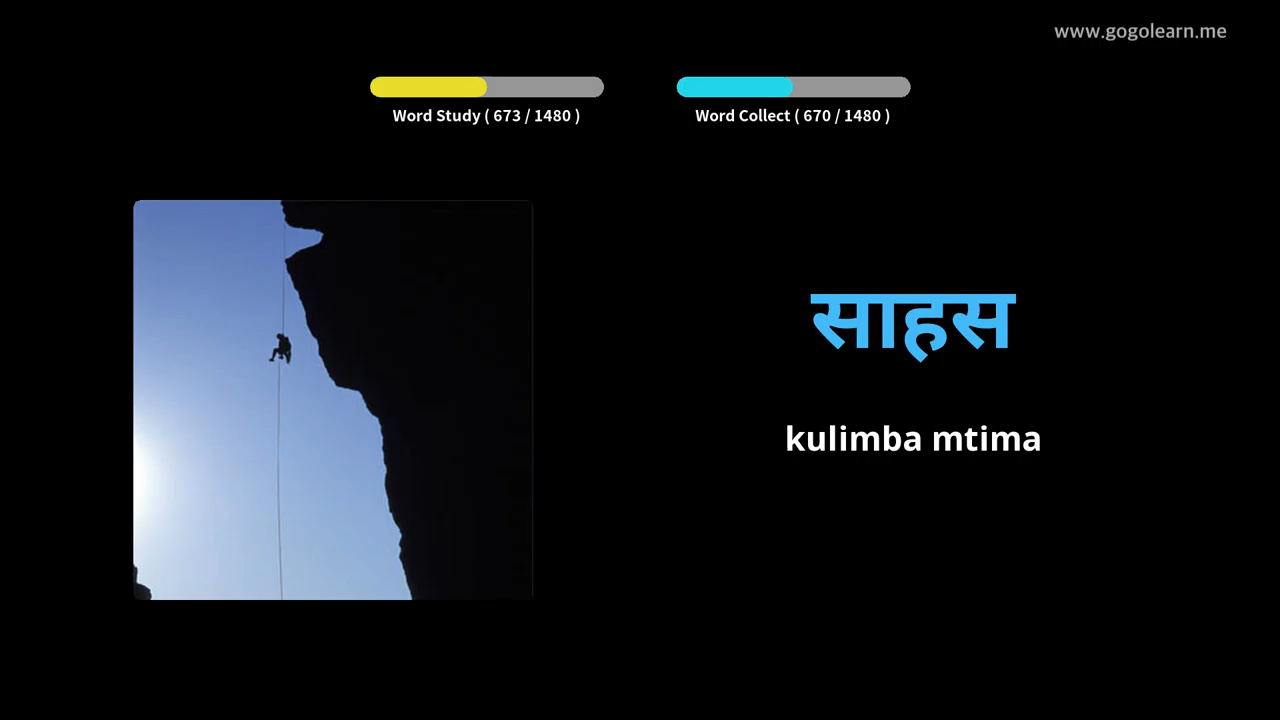 www.gogolearn.me
Word Study ( 673 / 1480 )
Word Collect ( 670 / 1480 )
साहस
kulimba mtima